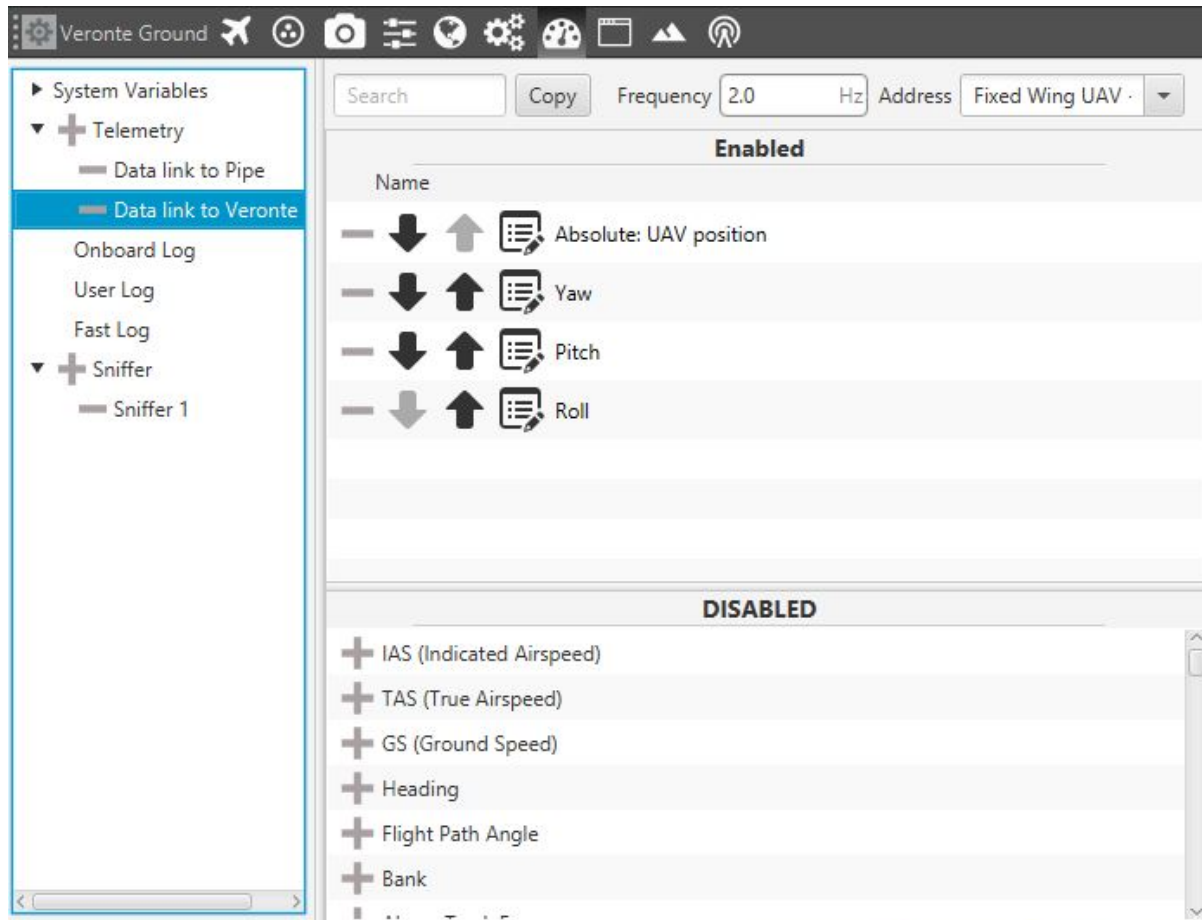 Veronte Ground
System Variables
Telemetry
Data link to Pipe
Data link to Veronte
Onboard Log
User Log
Fast Log
Sniffer
Sniffer 1
Search Copy Frequency 2.0 Hz Address Fixed Wing UAV -
Enabled
Name
Absolute: UAV position
Yaw
Pitch
Roll
DISABLED
IAS (Indicated Airspeed)
TAS (True Airspeed)
GS (Ground Speed)
Heading
Flight Path Angle
Bank